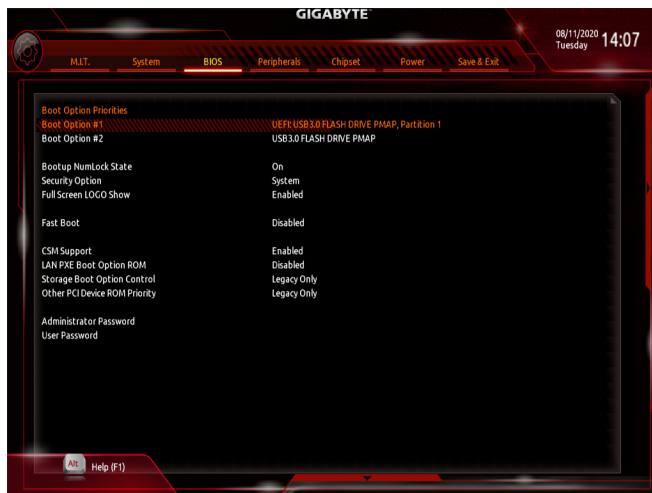 GIGABYTE™
08/11/2020 14:07
Tuesday
M.I.T. System BIOS Peripherals Chipset Power Save & Exit
Boot Option Priorities
Boot Option #1 UEFI: USB3.0 FLASH DRIVE PMAP, Partition 1
Boot Option #2 USB3.0 FLASH DRIVE PMAP
Bootup NumLock State On
Security Option System
Full Screen LOGO Show Enabled
Fast Boot Disabled
CSM Support Enabled
LAN PXE Boot Option ROM Disabled
Storage Boot Option Control Legacy Only
Other PCI Device ROM Priority Legacy Only
Administrator Password
User Password
Alt Help (F1)